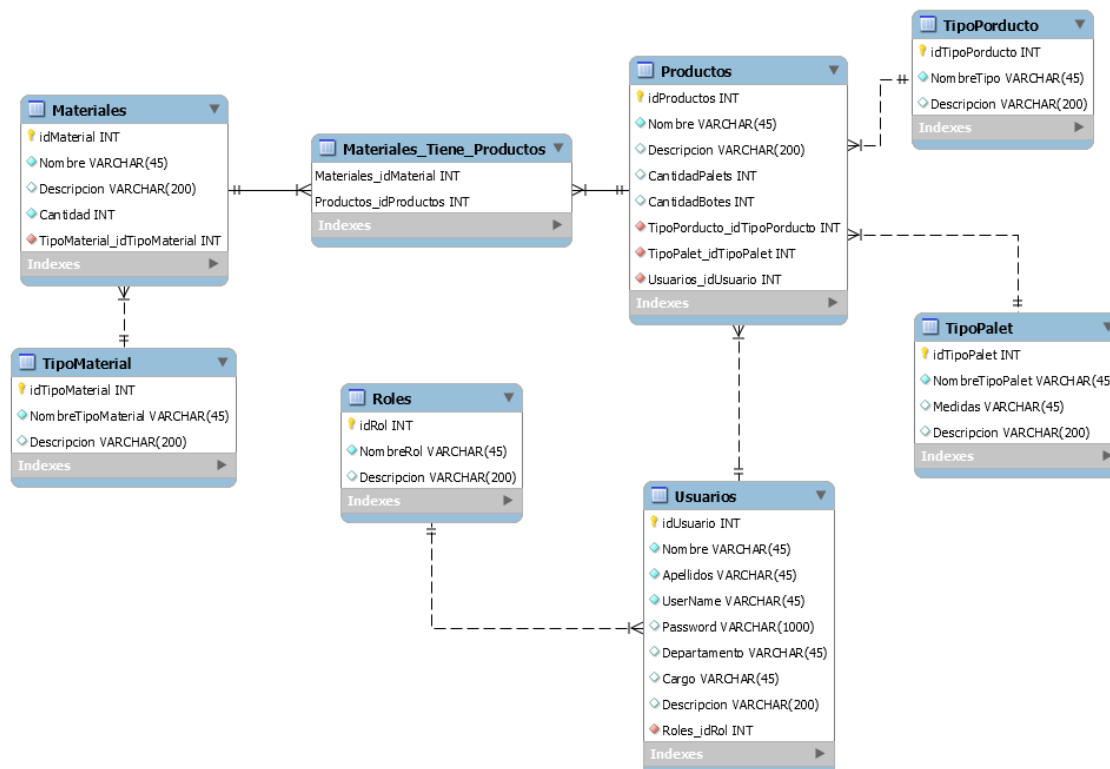 TipoPorducto
idTipoPorducto INT
NombreTipo VARCHAR(45)
Descripcion VARCHAR(200)
Indexes
Productos
idProductos INT
Nombre VARCHAR(45)
Descripcion VARCHAR(200)
CantidadPalets INT
CantidadBotes INT
TipoPorducto_idTipoPorducto INT
TipoPalet_idTipoPalet INT
Usuarios_idUsuario INT
Indexes
Materiales
idMaterial INT
Nombre VARCHAR(45)
Descripcion VARCHAR(200)
Cantidad INT
TipoMaterial_idTipoMaterial INT
Indexes
Materiales_Tiene_Productos
Materiales_idMaterial INT
Productos_idProductos INT
Indexes
TipoPalet
idTipoPalet INT
NombreTipoPalet VARCHAR(45
Medidas VARCHAR(45)
Descripcion VARCHAR(200)
Indexes
TipoMaterial
idTipoMaterial INT
NombreTipoMaterial VARCHAR(45)
Descripcion VARCHAR(200)
Indexes
Roles
idRol INT
NombreRol VARCHAR(45)
Descripcion VARCHAR(200)
Indexes
Usuarios
idUsuario INT
Nombre VARCHAR(45)
Apellidos VARCHAR(45)
UserName VARCHAR(45)
Password VARCHAR(1000)
Departamento VARCHAR(45)
Cargo VARCHAR(45)
Descripcion VARCHAR(200)
Roles_idRol INT
Indexes